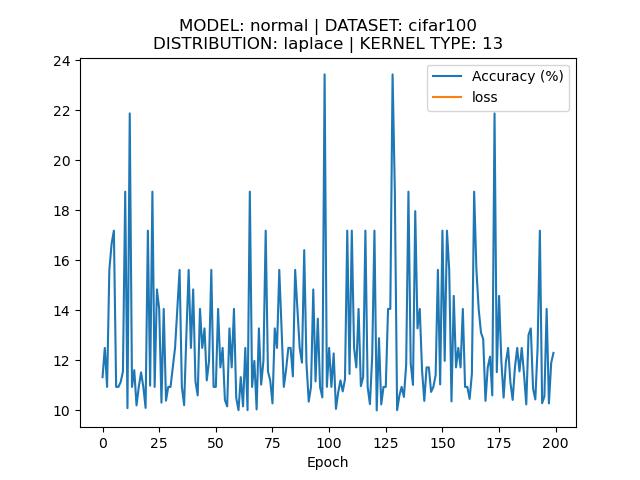 MODEL: normal | DATASET: cifar100
DISTRIBUTION: laplace | KERNEL TYPE: 13
24
22
20
18
16
14
12
10
Accuracy (%)
loss
0 25 50 75 100 125 150 175 200
Epoch